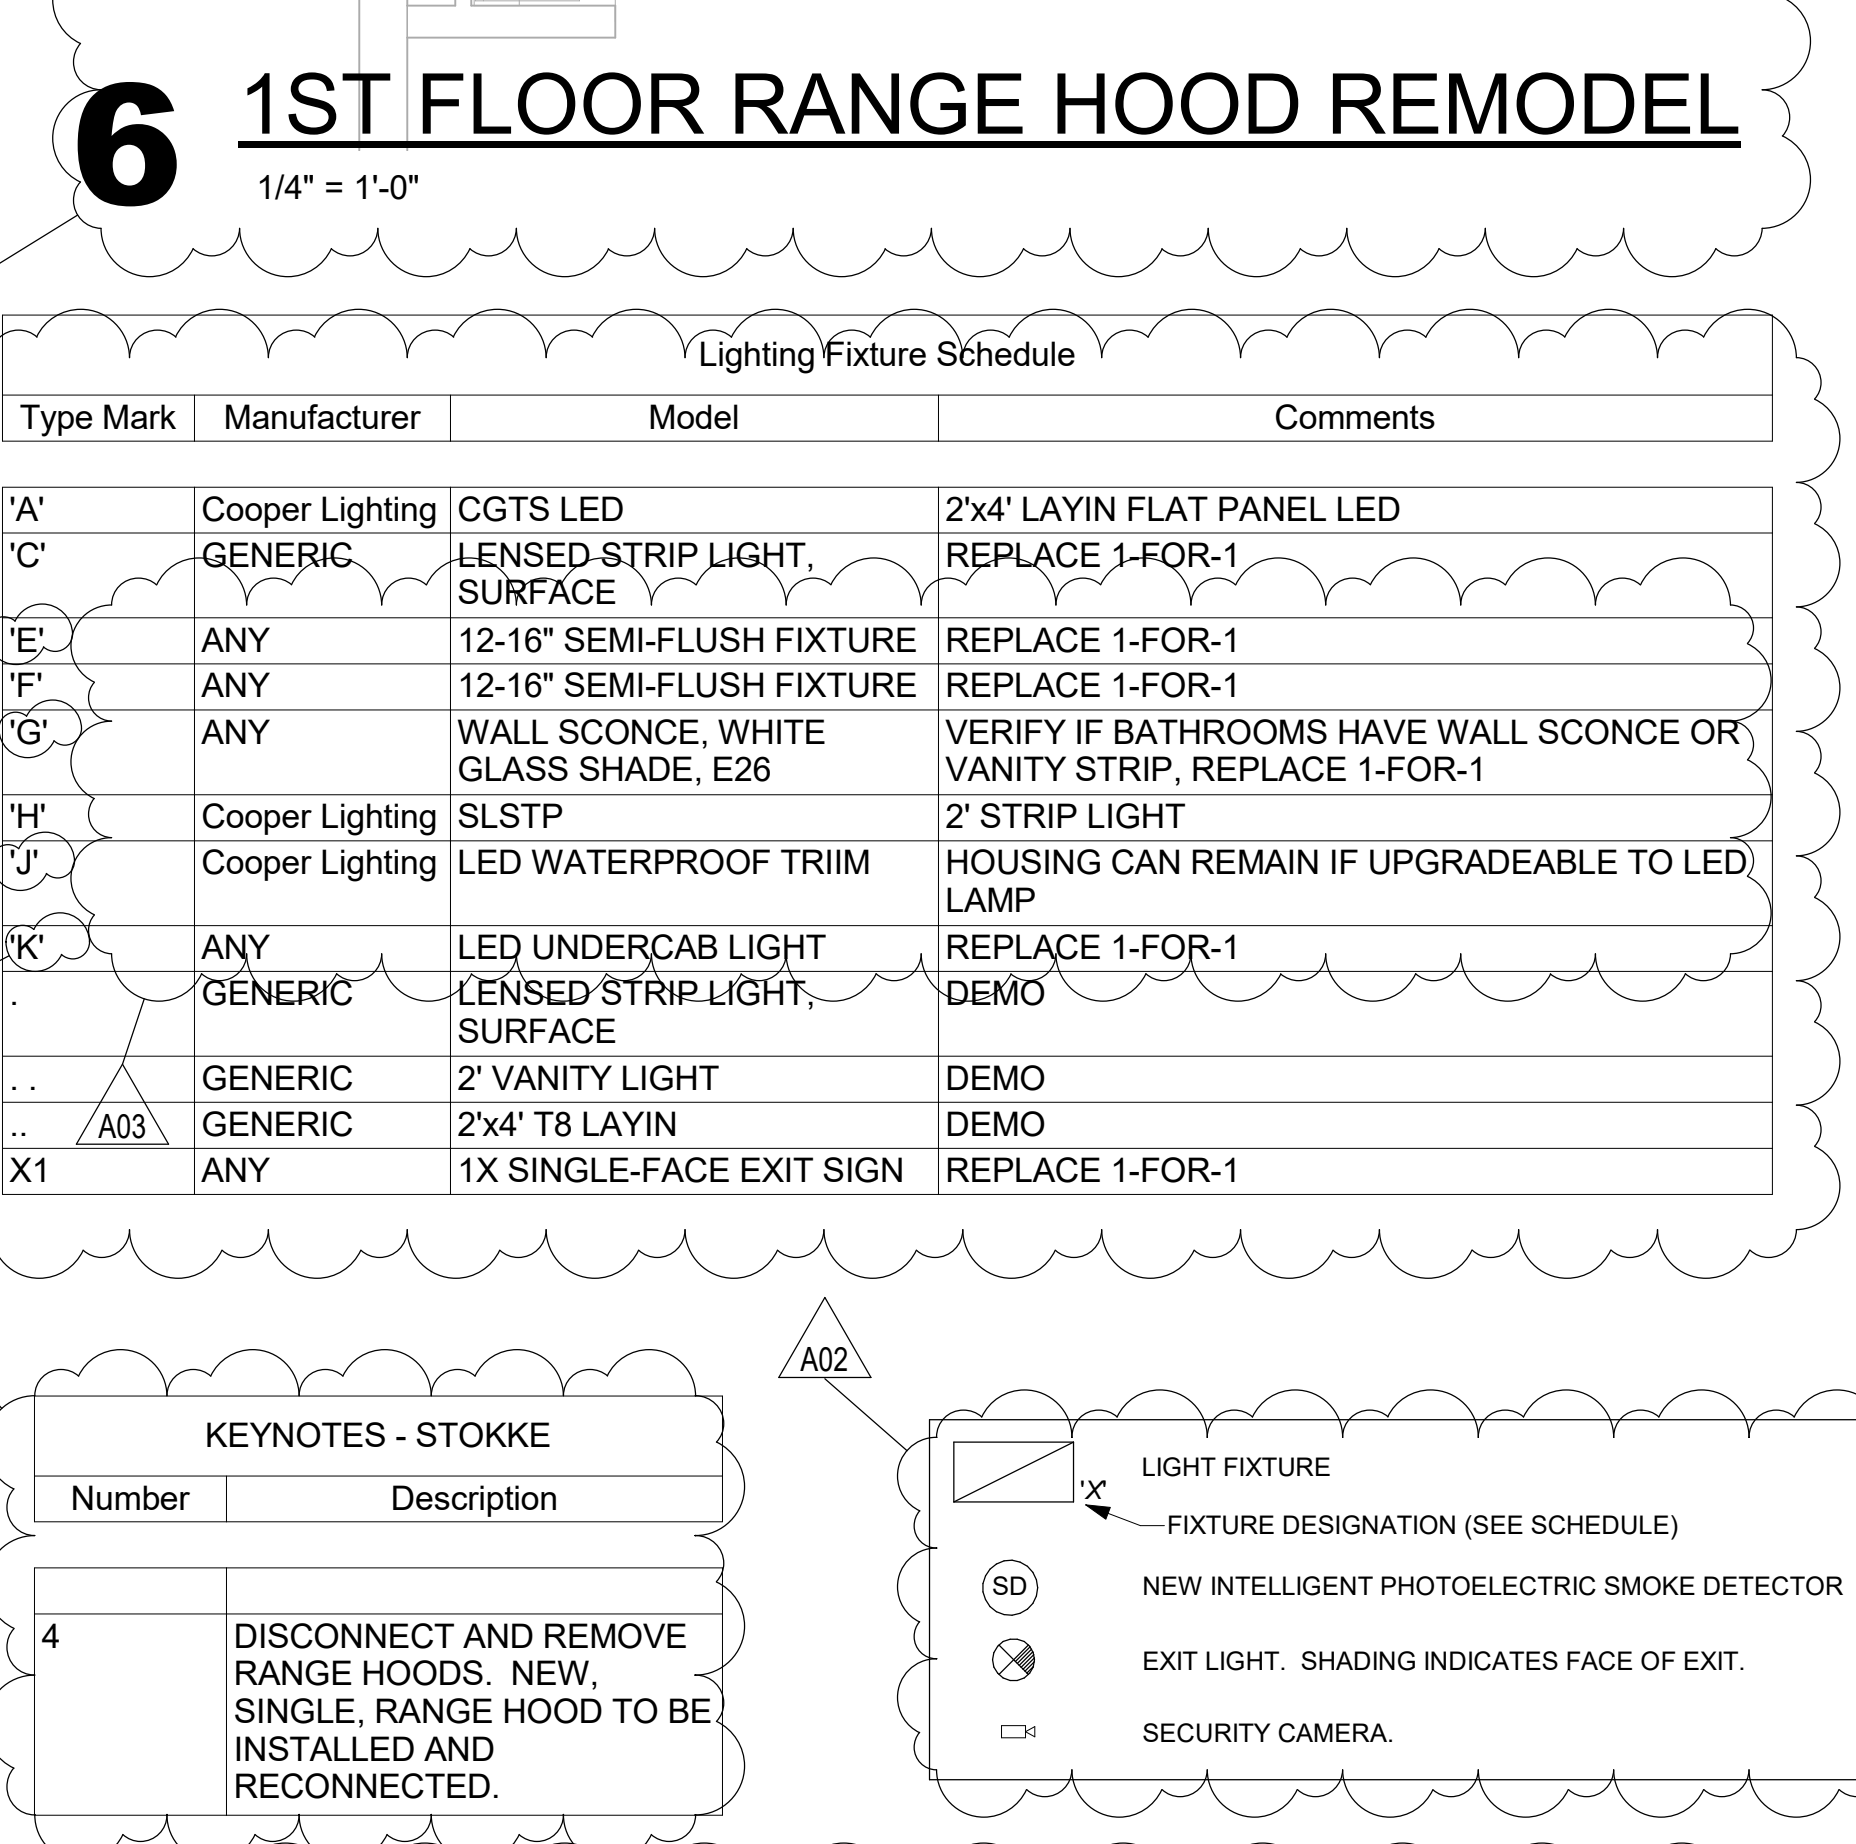 6
1ST FLOOR RANGE HOOD REMODEL
1/4" = 1'-0"
Lighting Fixture Schedule
Type Mark Manufacturer Model Comments
'A' Cooper Lighting CGTS LED 2'x4' LAYIN FLAT PANEL LED
'C' GENERIC LENSED STRIP LIGHT, REPLACE 1-FOR-1
SURFACE
'E' ANY 12-16" SEMI-FLUSH FIXTURE REPLACE 1-FOR-1
'F' ANY 12-16" SEMI-FLUSH FIXTURE REPLACE 1-FOR-1
'G' ANY WALL SCONCE, WHITE VERIFY IF BATHROOMS HAVE WALL SCONCE OR
GLASS SHADE, E26 VANITY STRIP, REPLACE 1-FOR-1
'H' Cooper Lighting SLSTP 2' STRIP LIGHT
'J' Cooper Lighting LED WATERPROOF TRIIM HOUSING CAN REMAIN IF UPGRADEABLE TO LED
LAMP
'K' ANY LED UNDERCAB LIGHT REPLACE 1-FOR-1
. GENERIC LENSED STRIP LIGHT, DEMO
SURFACE
. . GENERIC 2' VANITY LIGHT DEMO
.. A03 GENERIC 2'x4' T8 LAYIN DEMO
X1 ANY 1X SINGLE-FACE EXIT SIGN REPLACE 1-FOR-1
A02
KEYNOTES - STOKKE
Number Description
4 DISCONNECT AND REMOVE
RANGE HOODS.  NEW,
SINGLE, RANGE HOOD TO BE
INSTALLED AND
RECONNECTED.
LIGHT FIXTURE
'X'
FIXTURE DESIGNATION (SEE SCHEDULE)
SD NEW INTELLIGENT PHOTOELECTRIC SMOKE DETECTOR
EXIT LIGHT.  SHADING INDICATES FACE OF EXIT.
SECURITY CAMERA.